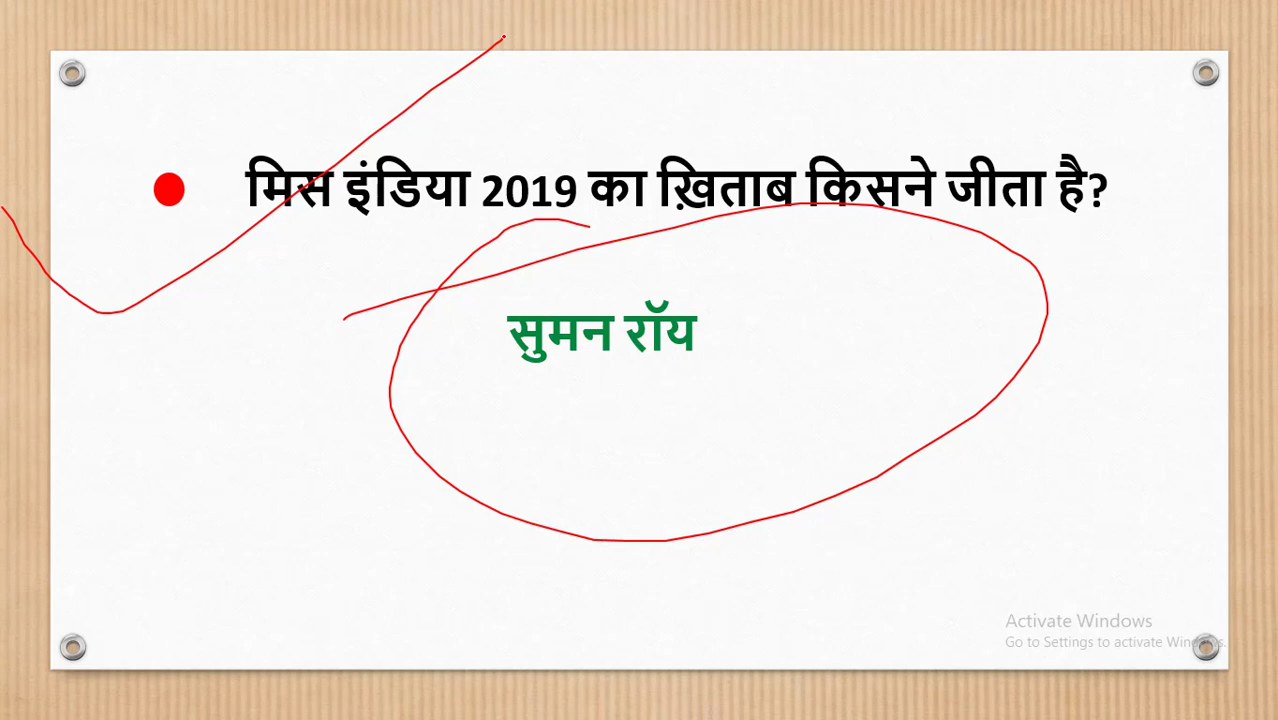 मिस इंडिया 2019 का ख़िताब किसने जीता है?
सुमन रॉय
Activate Windows
Go to Settings to activate Windows.